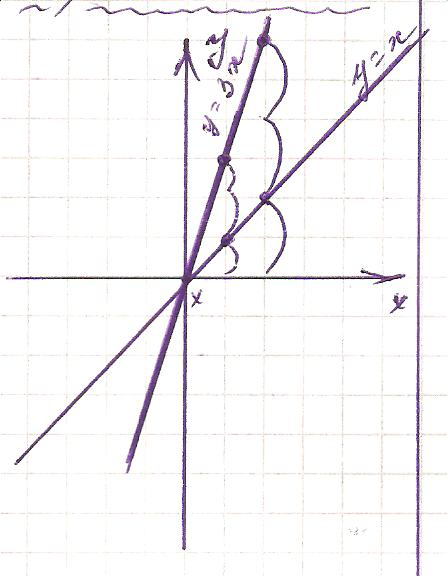 y
y = 3x
y = x
x
x